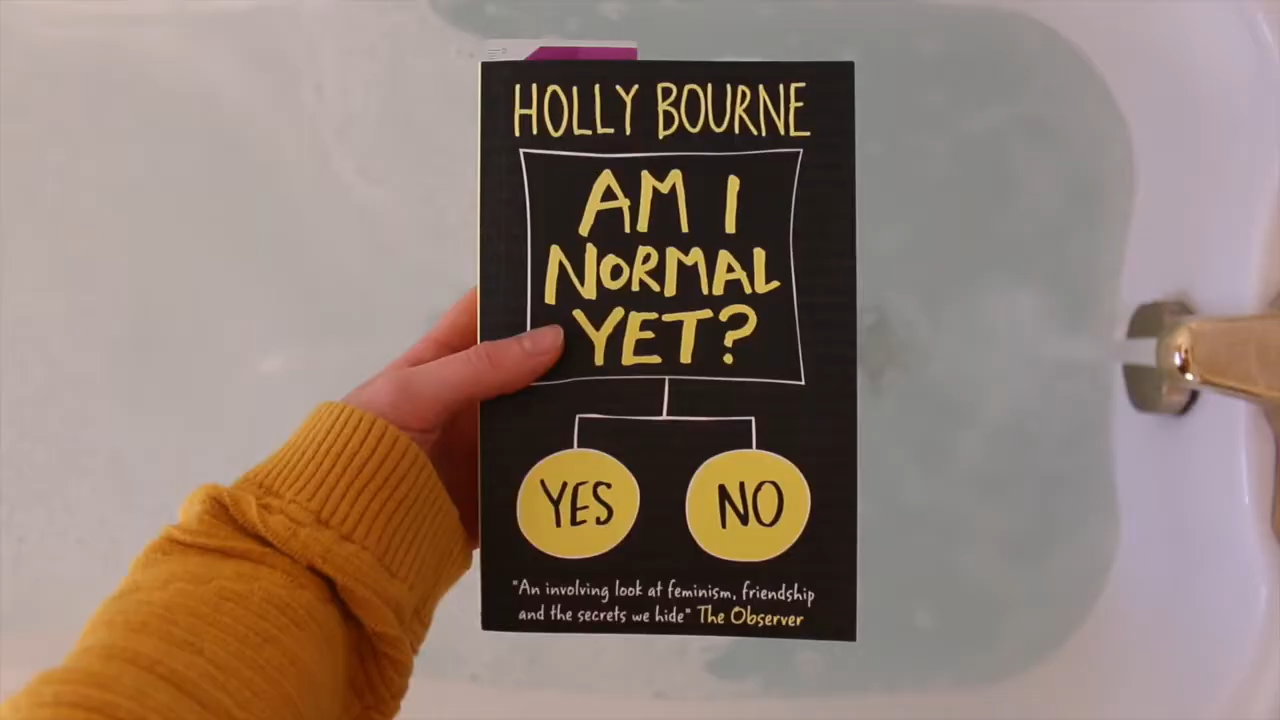 HOLLY BOURNE
AM I
NORMAL
YET?
YES
NO
"An involving look at feminism, friendship
and the secrets we hide" The Observer